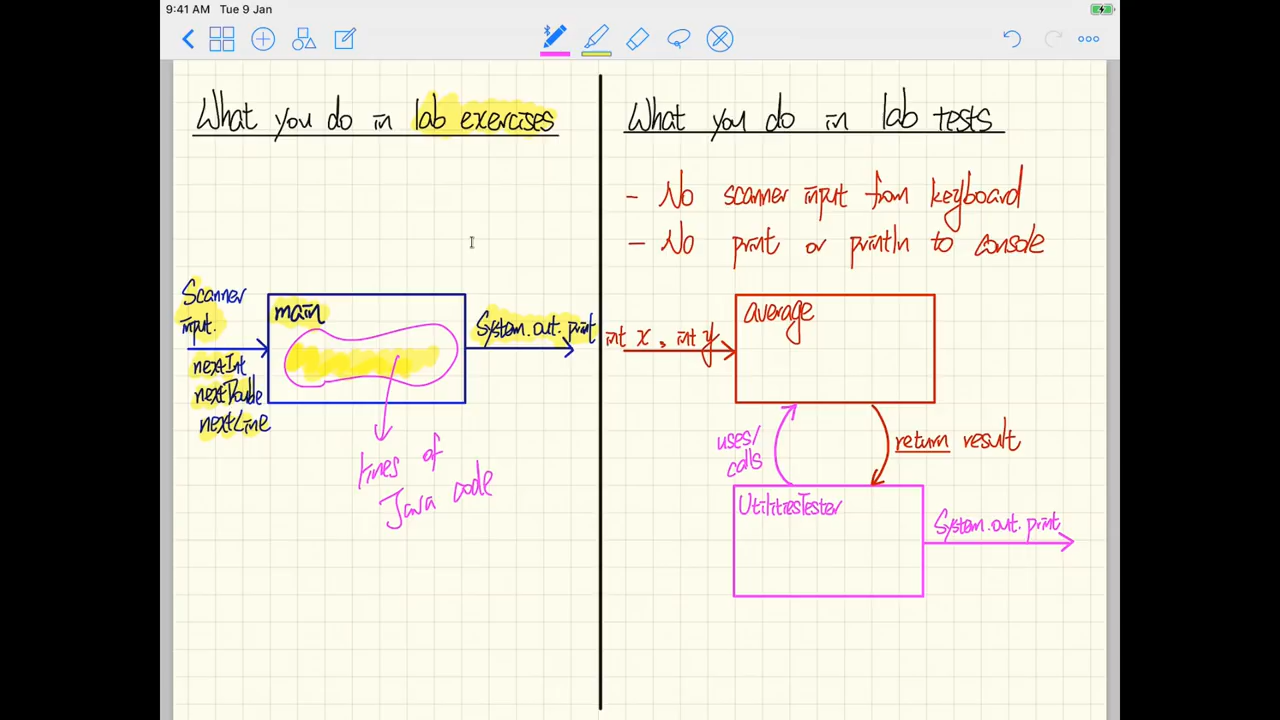 9:41 AM Tue 9 Jan
What you do in lab exercises
Scanner
input.
nextInt
nextDouble
nextLine
main
System.out.print
Lines of
Java code
What you do in lab tests
- No scanner input from keyboard
- No print or println to console
int x, int y
average
uses/
calls
return result
UtilitiesTester
System.out.print